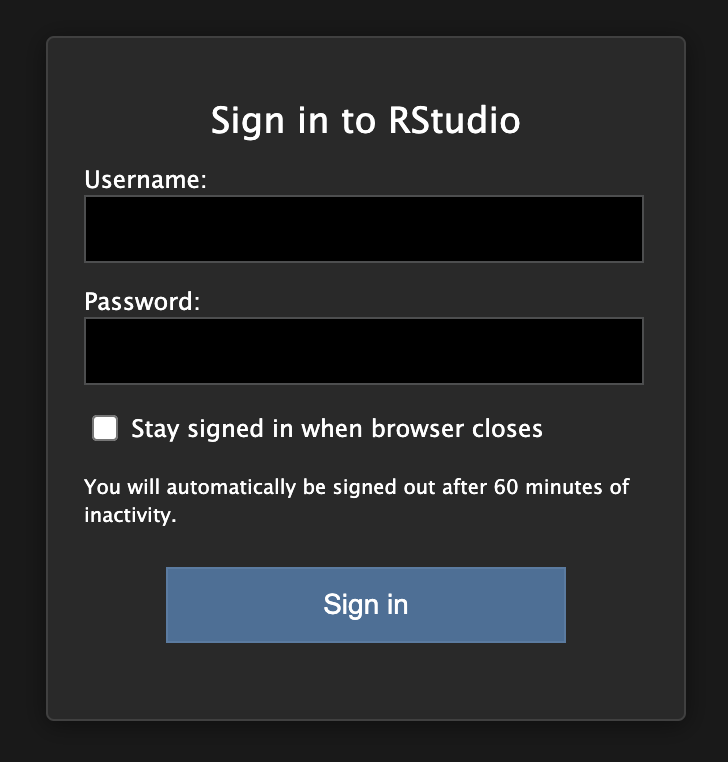 Sign in to RStudio
Username:
Password:
Stay signed in when browser closes
You will automatically be signed out after 60 minutes of
inactivity.
Sign in